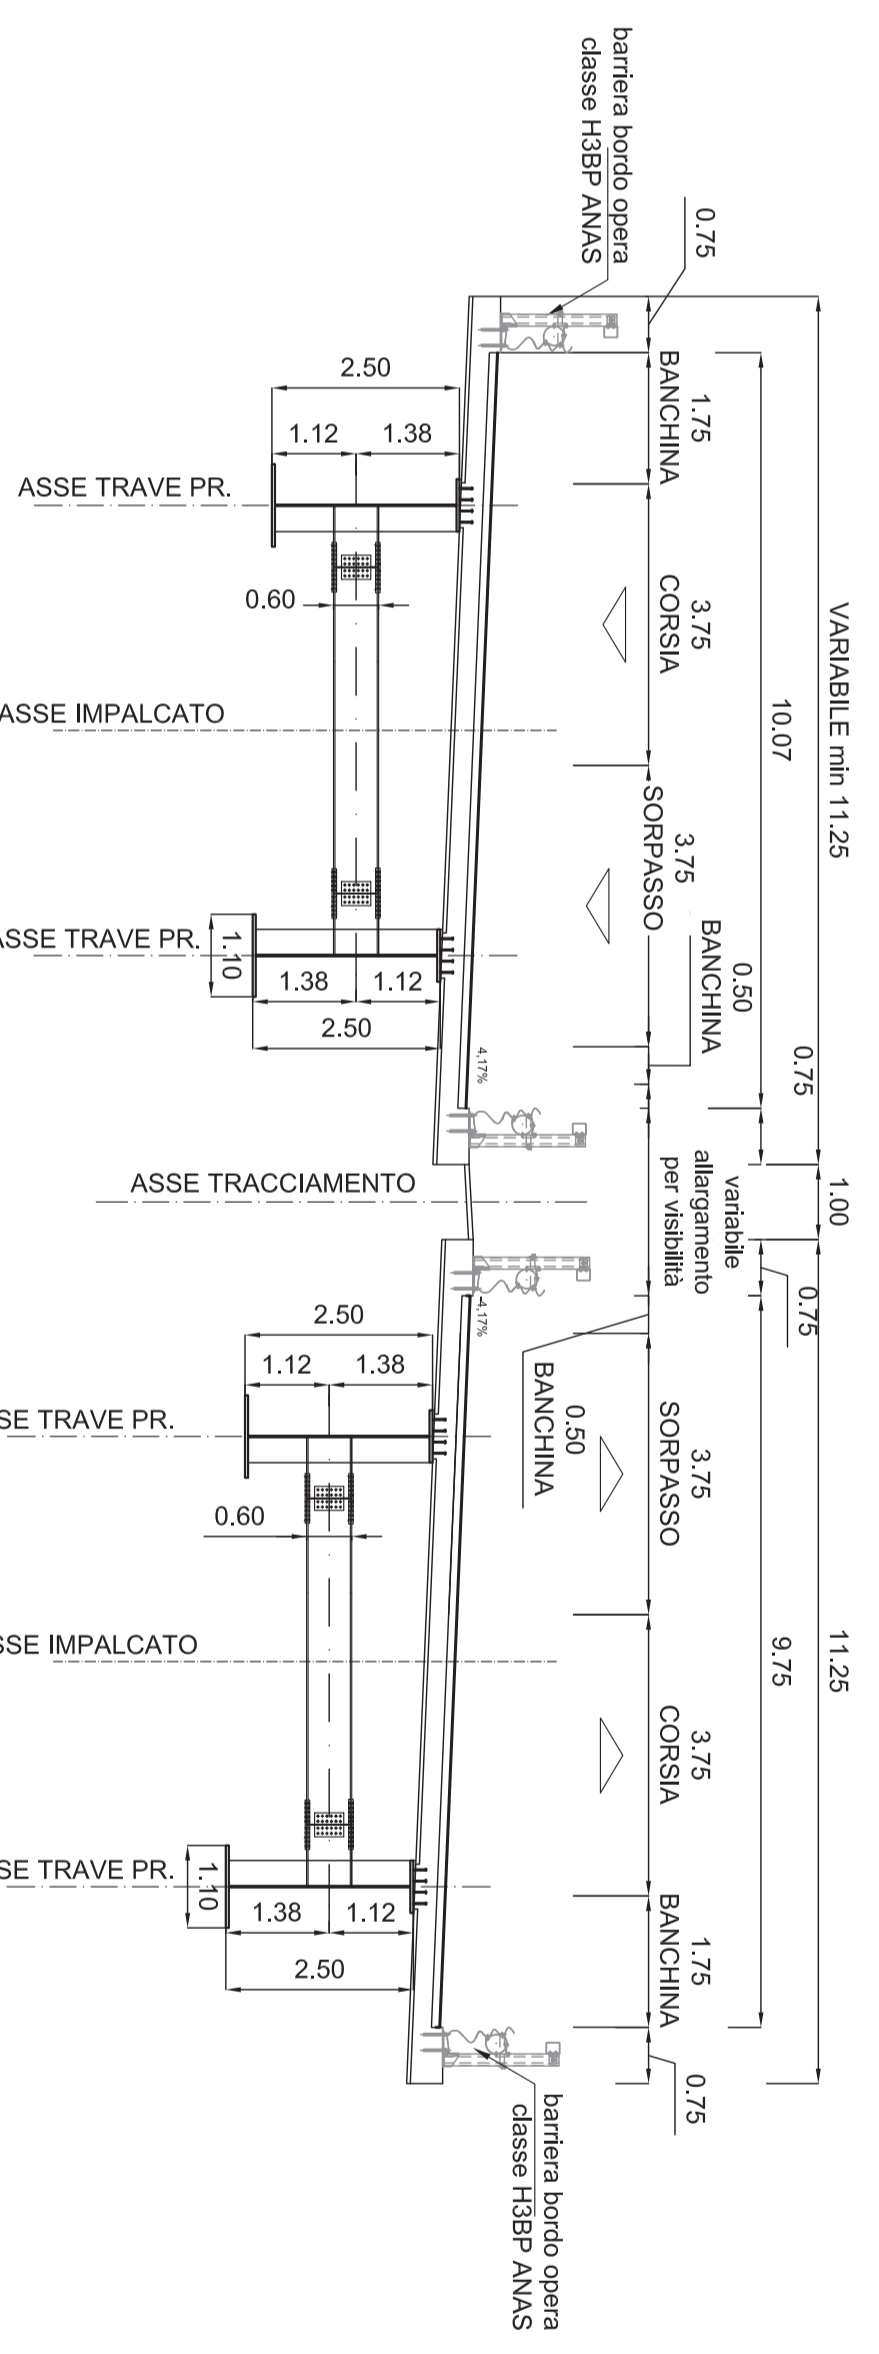 barriera bordo opera
classe H3BP ANAS
0.75
VARIABILE min 11.25
10.07
1.75
BANCHINA
3.75
CORSIA
3.75
SORPASSO
0.50
BANCHINA
0.75
1.00
variabile
allargamento
per visibilità
0.75
11.25
9.75
0.50
BANCHINA
3.75
SORPASSO
3.75
CORSIA
1.75
BANCHINA
0.75
barriera bordo opera
classe H3BP ANAS
4,17%
4,17%
2.50
1.12
1.38
ASSE TRAVE PR.
0.60
ASSE IMPALCATO
ASSE TRAVE PR.
1.10
1.38
1.12
2.50
ASSE TRACCIAMENTO
2.50
1.12
1.38
SSE TRAVE PR.
0.60
SSE IMPALCATO
SSE TRAVE PR.
1.10
1.38
1.12
2.50